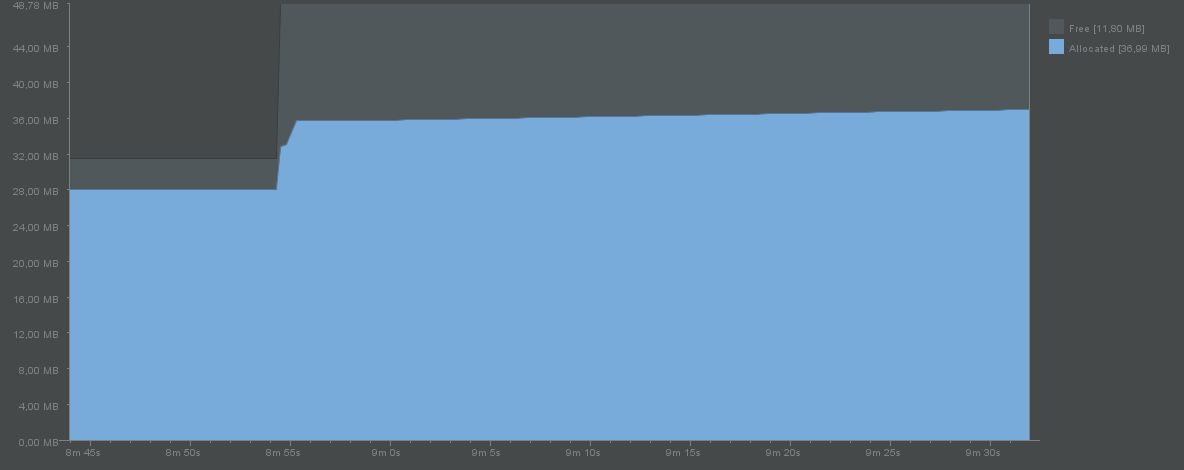 48,78 MB
44,00 MB
40,00 MB
36,00 MB
32,00 MB
28,00 MB
24,00 MB
20,00 MB
16,00 MB
12,00 MB
8,00 MB
4,00 MB
0,00 MB
8m 45s 8m 50s 8m 55s 9m 0s 9m 5s 9m 10s 9m 15s 9m 20s 9m 25s 9m 30s
Free [11,80 MB]
Allocated [36,99 MB]